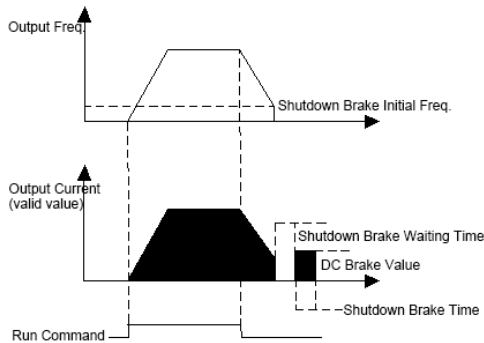 Output Freq.
Shutdown Brake Initial Freq.
Output Current
(valid value)
Shutdown Brake Waiting Time
DC Brake Value
Shutdown Brake Time
Run Command